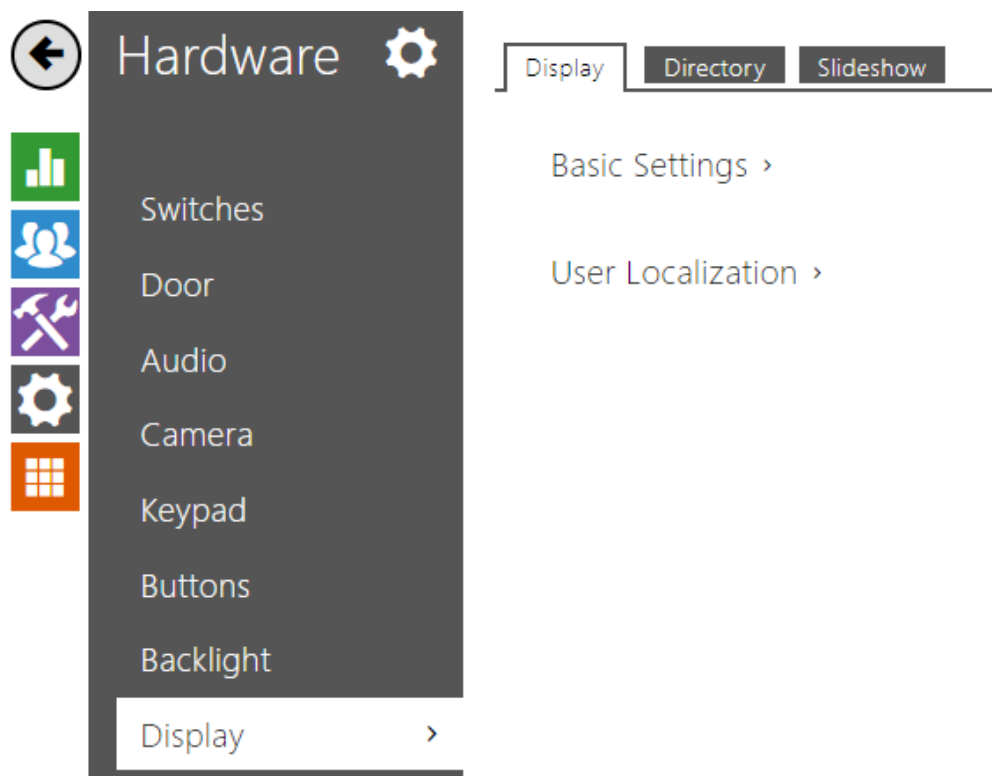 Hardware
Switches
Door
Audio
Camera
Keypad
Buttons
Backlight
Display
Display Directory Slideshow
Basic Settings
User Localization